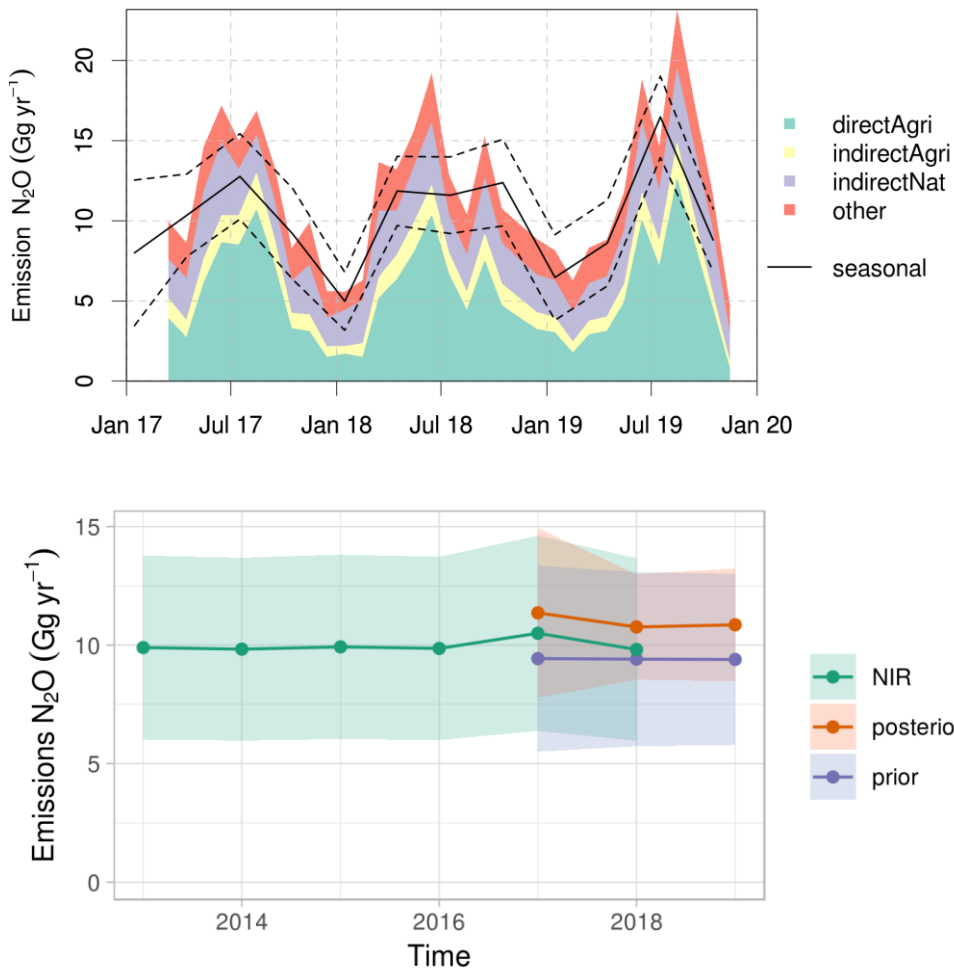 Emission N₂O (Gg yr⁻¹)
20
15
10
5
0
Jan 17 Jul 17 Jan 18 Jul 18 Jan 19 Jul 19 Jan 20
directAgri
indirectAgri
indirectNat
other
seasonal
Emissions N₂O (Gg yr⁻¹)
15
10
5
0
2014 2016 2018
Time
NIR
posterio
prior